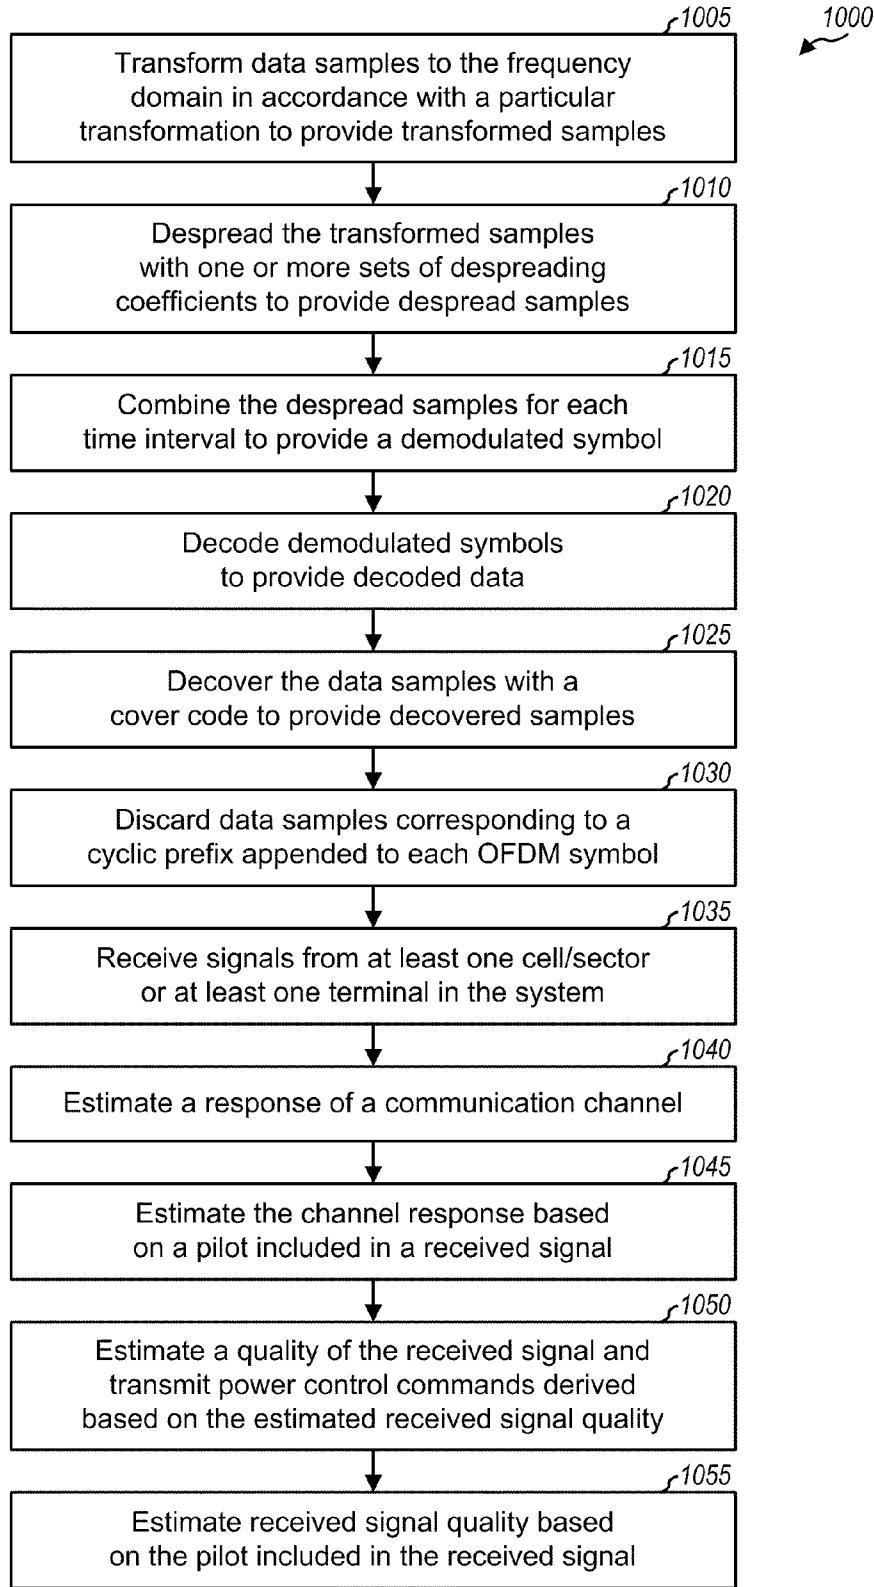 1005
1000
Transform data samples to the frequency
domain in accordance with a particular
transformation to provide transformed samples
1010
Despread the transformed samples
with one or more sets of despreading
coefficients to provide despread samples
1015
Combine the despread samples for each
time interval to provide a demodulated symbol
1020
Decode demodulated symbols
to provide decoded data
1025
Decover the data samples with a
cover code to provide decovered samples
1030
Discard data samples corresponding to a
cyclic prefix appended to each OFDM symbol
1035
Receive signals from at least one cell/sector
or at least one terminal in the system
1040
Estimate a response of a communication channel
1045
Estimate the channel response based
on a pilot included in a received signal
1050
Estimate a quality of the received signal and
transmit power control commands derived
based on the estimated received signal quality
1055
Estimate received signal quality based
on the pilot included in the received signal